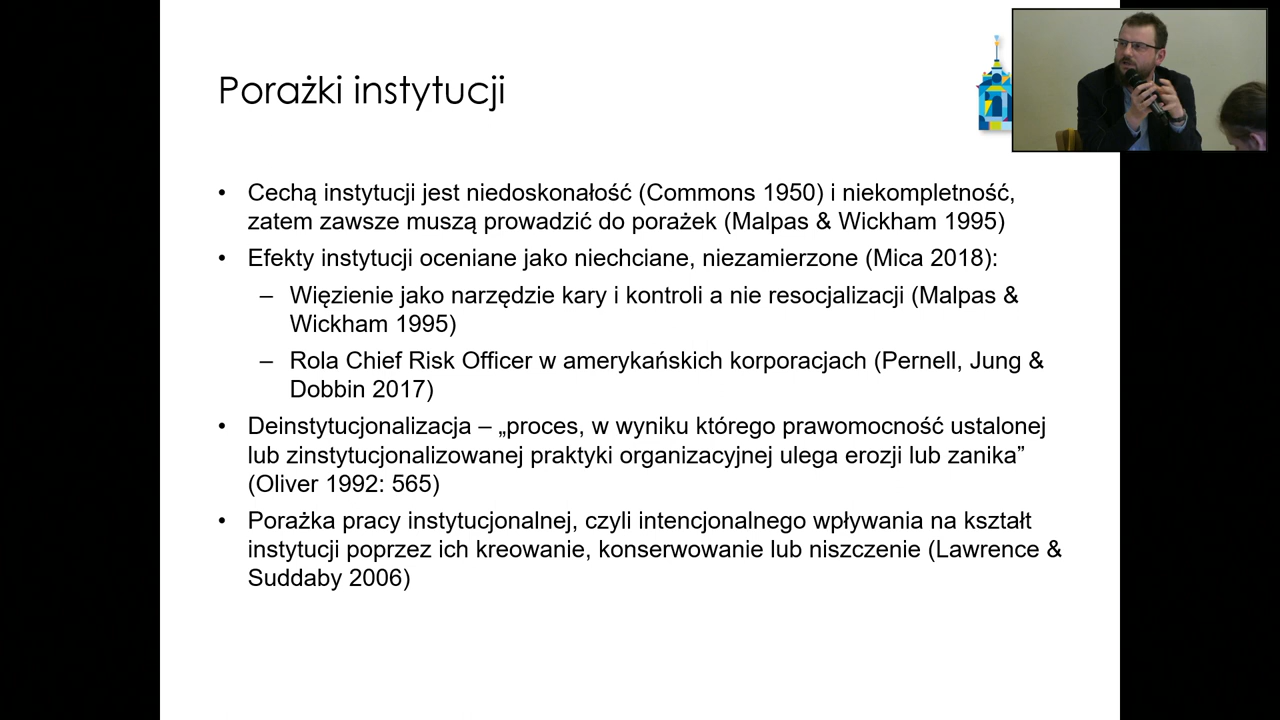 Porażki instytucji
• Cechą instytucji jest niedoskonałość (Commons 1950) i niekompletność,
zatem zawsze muszą prowadzić do porażek (Malpas & Wickham 1995)
• Efekty instytucji oceniane jako niechciane, niezamierzone (Mica 2018):
– Więzienie jako narzędzie kary i kontroli a nie resocjalizacji (Malpas &
Wickham 1995)
– Rola Chief Risk Officer w amerykańskich korporacjach (Pernell, Jung &
Dobbin 2017)
• Deinstytucjonalizacja – „proces, w wyniku którego prawomocność ustalonej
lub zinstytucjonalizowanej praktyki organizacyjnej ulega erozji lub zanika”
(Oliver 1992: 565)
• Porażka pracy instytucjonalnej, czyli intencjonalnego wpływania na kształt
instytucji poprzez ich kreowanie, konserwowanie lub niszczenie (Lawrence &
Suddaby 2006)